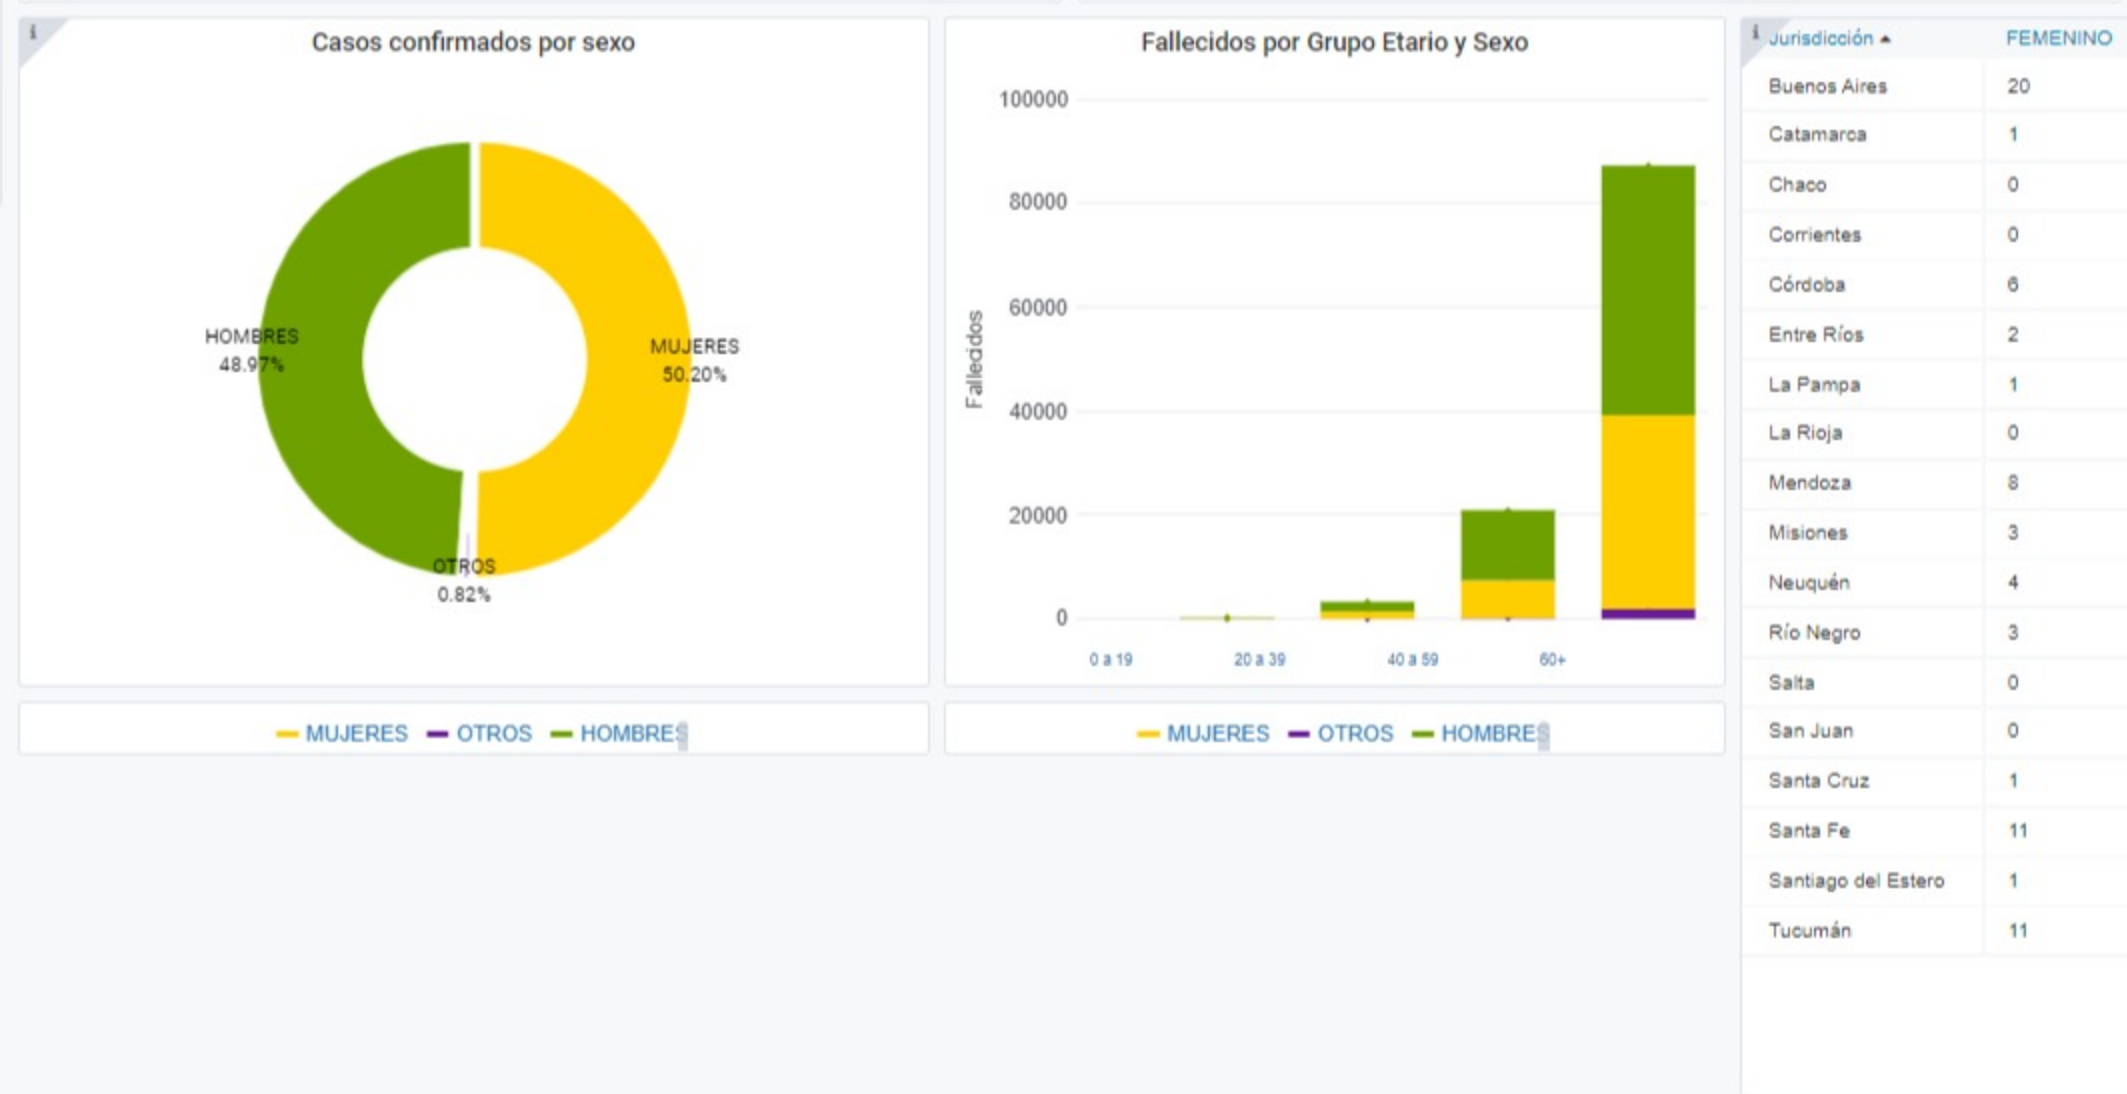 Casos confirmados por sexo
HOMBRES
48.97%
MUJERES
50.20%
OTROS
0.82%
MUJERES OTROS HOMBRES
Fallecidos por Grupo Etario y Sexo
Fallecidos
100000
80000
60000
40000
20000
0
0 a 19 20 a 39 40 a 59 60+
MUJERES OTROS HOMBRES
Jurisdicción FEMENINO
Buenos Aires 20
Catamarca 1
Chaco 0
Corrientes 0
Córdoba 6
Entre Ríos 2
La Pampa 1
La Rioja 0
Mendoza 8
Misiones 3
Neuquén 4
Río Negro 3
Salta 0
San Juan 0
Santa Cruz 1
Santa Fe 11
Santiago del Estero 1
Tucumán 11